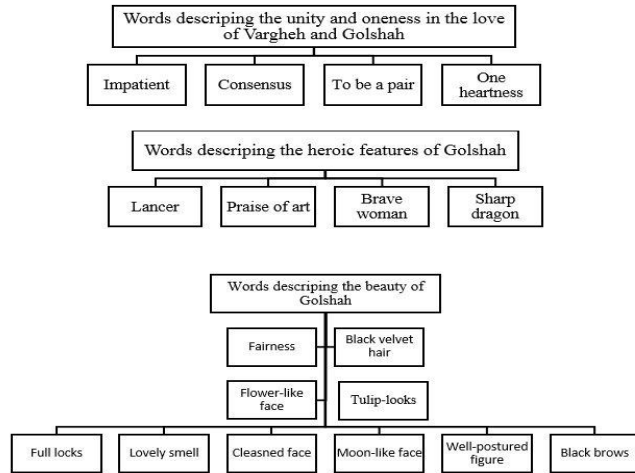 Words descriping the unity and oneness in the love
of Vargheh and Golshah
Impatient
Consensus
To be a pair
One
heartness
Words descriping the heroic features of Golshah
Lancer
Praise of art
Brave
woman
Sharp
dragon
Words descriping the beauty of
Golshah
Fairness
Black velvet
hair
Flower-like
face
Tulip-looks
Full locks
Lovely smell
Cleasned face
Moon-like face
Well-postured
figure
Black brows